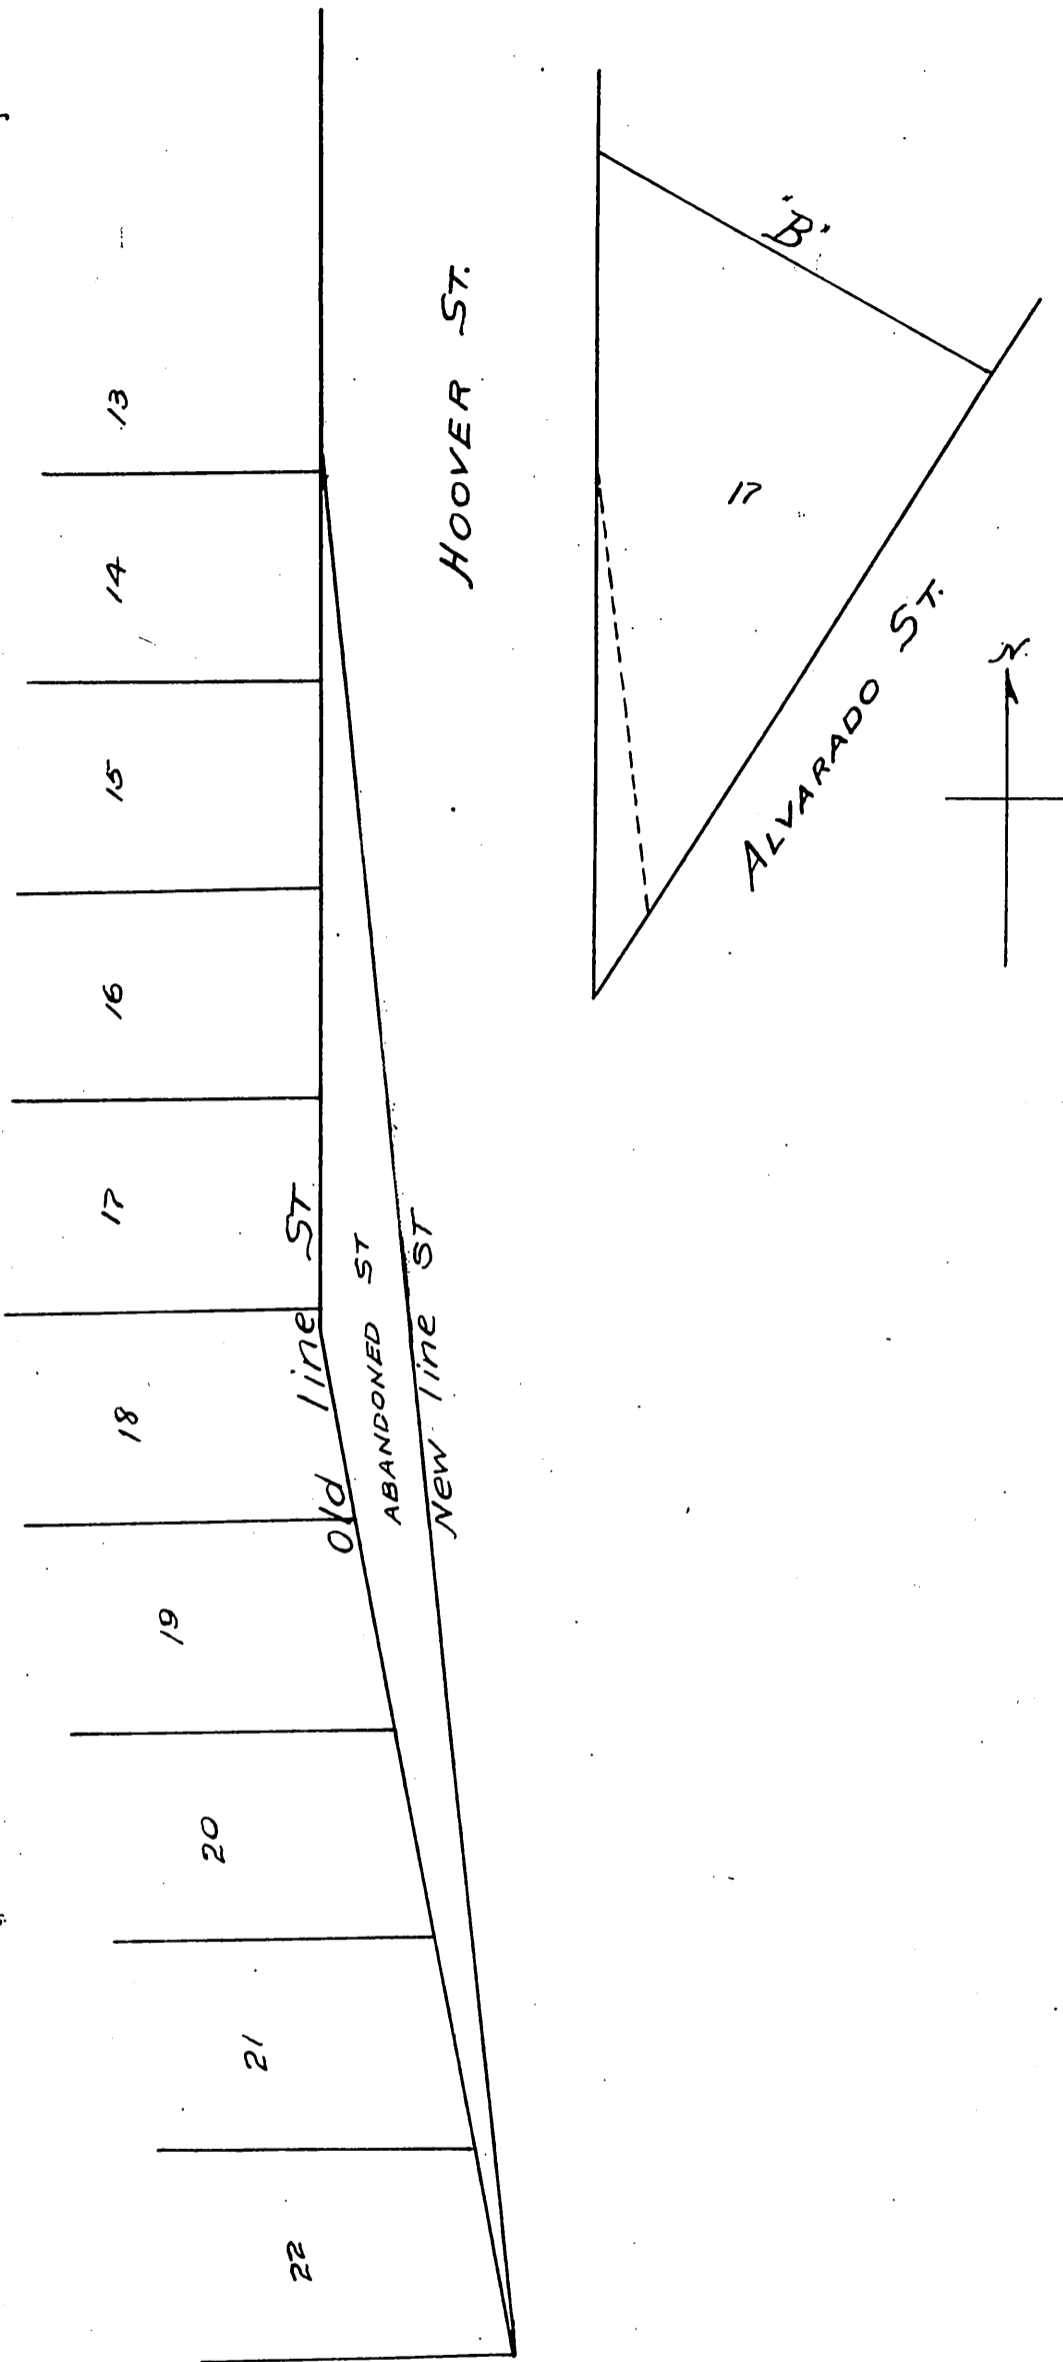 22
21
20
19
18
17
16
15
14
13
Old line ST
ABANDONED ST
New line ST
HOOVER ST.
"B"
17
ALVARADO ST.
N.